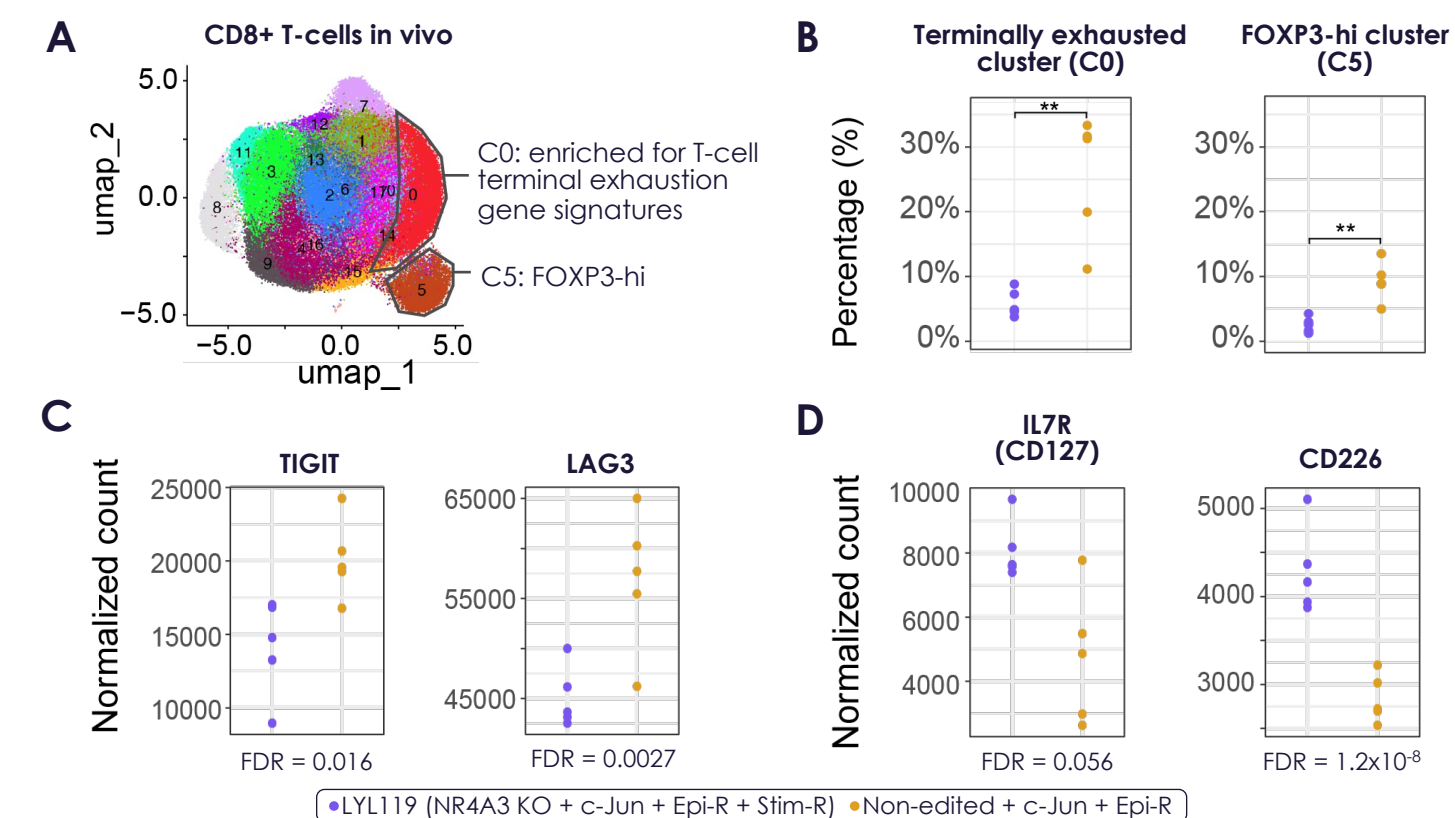 A
CD8+ T-cells in vivo
umap_2
5.0
0.0
−5.0
−5.0
0.0
5.0
umap_1
7
12
1
11
13
3
2
6
17
10
0
8
14
4
16
9
15
5
C0: enriched for T-cell
terminal exhaustion
gene signatures
C5: FOXP3-hi
B
Terminally exhausted
cluster (C0)
FOXP3-hi cluster
(C5)
Percentage (%)
30%
20%
10%
0%
**
30%
20%
10%
0%
**
C
TIGIT
LAG3
Normalized count
25000
20000
15000
10000
65000
55000
45000
FDR = 0.016
FDR = 0.0027
D
IL7R
(CD127)
CD226
Normalized count
10000
8000
6000
4000
5000
4000
3000
FDR = 0.056
FDR = 1.2x10-8
LYL119 (NR4A3 KO + c-Jun + Epi-R + Stim-R) Non-edited + c-Jun + Epi-R